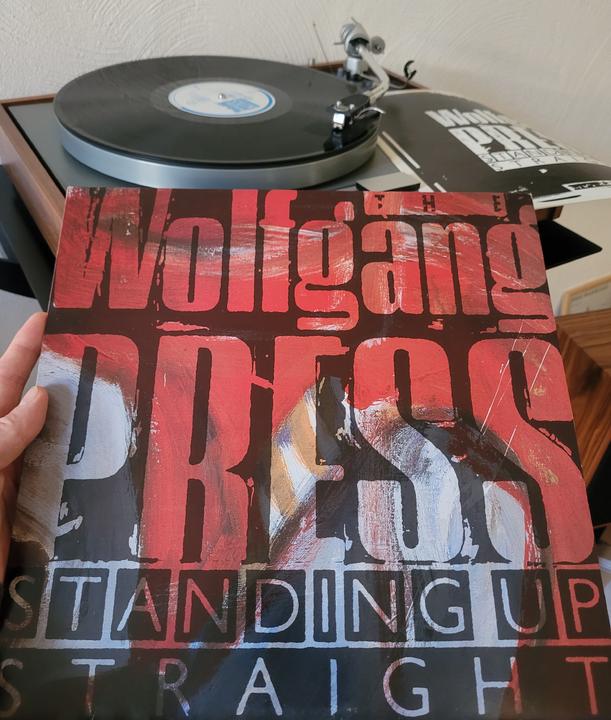 THE
Wolfgang
PRESS
STANDING UP
STRAIGHT